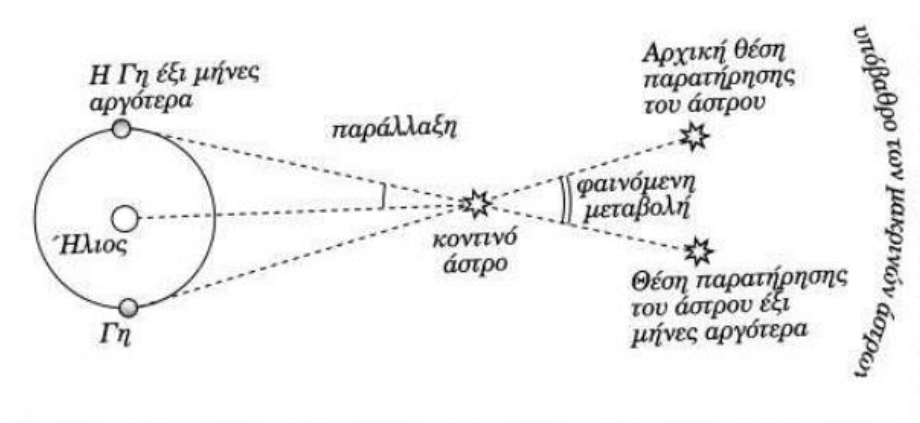 Η Γη έξι μήνες
αργότερα
παράλλαξη
Αρχική θέση
παρατήρησης
του άστρου
φαινόμενη
μεταβολή
Ήλιος
κοντινό
άστρο
Θέση παρατήρησης
του άστρου έξι
μήνες αργότερα
Γη
υπόβαθρο των μακρινών άστρων